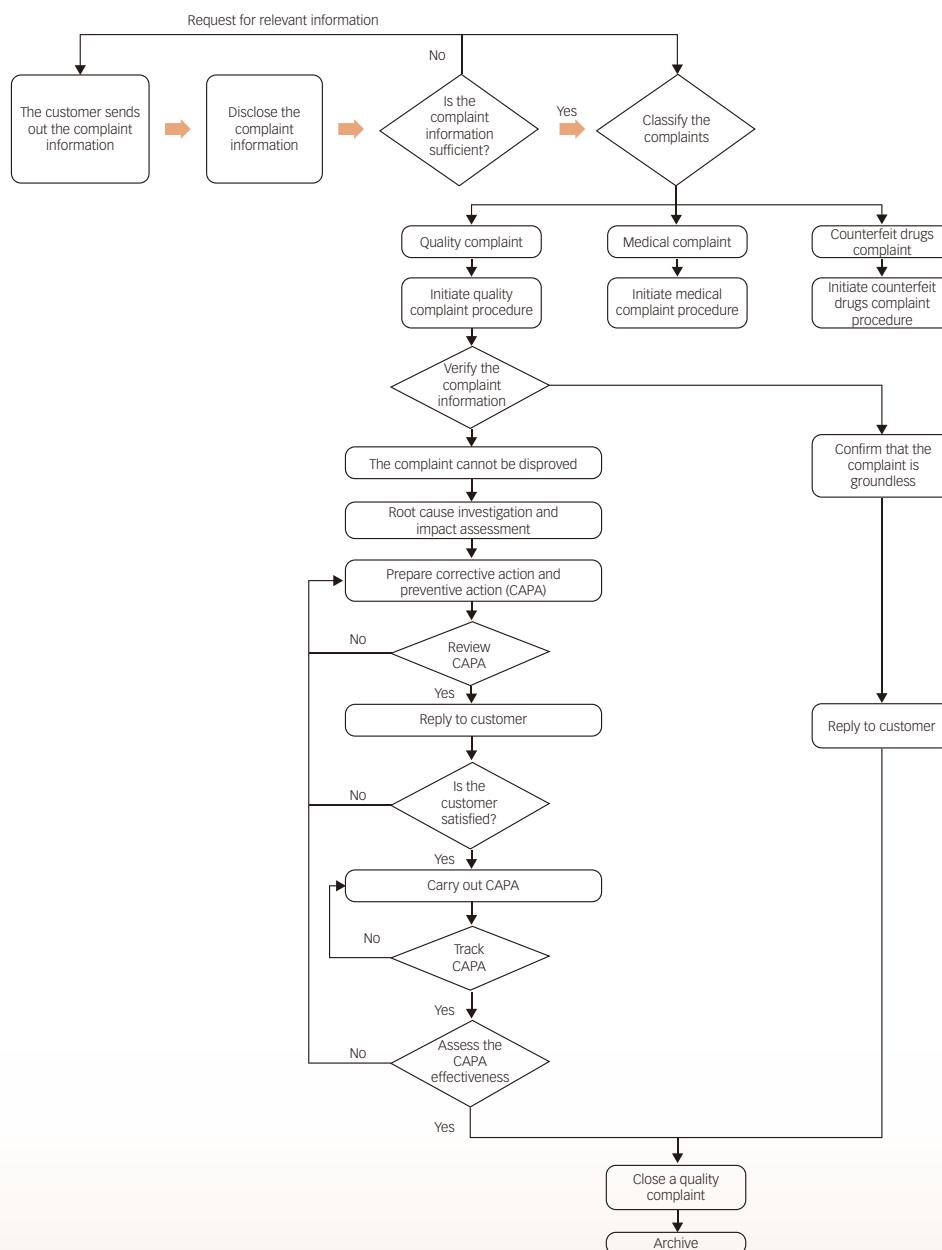 Request for relevant information
No
The customer sends
out the complaint
information
Disclose the
complaint
information
Is the
complaint
information
sufficient?
Yes
Classify the
complaints
Quality complaint
Medical complaint
Counterfeit drugs
complaint
Initiate quality
complaint procedure
Initiate medical
complaint procedure
Initiate counterfeit
drugs complaint
procedure
Verify the
complaint
information
The complaint cannot be disproved
Confirm that the
complaint is
groundless
Root cause investigation and
impact assessment
Prepare corrective action and
preventive action (CAPA)
No
Review
CAPA
Yes
Reply to customer
Reply to customer
No
Is the
customer
satisfied?
Yes
Carry out CAPA
No
Track
CAPA
Yes
No
Assess the
CAPA
effectiveness
Yes
Close a quality
complaint
Archive